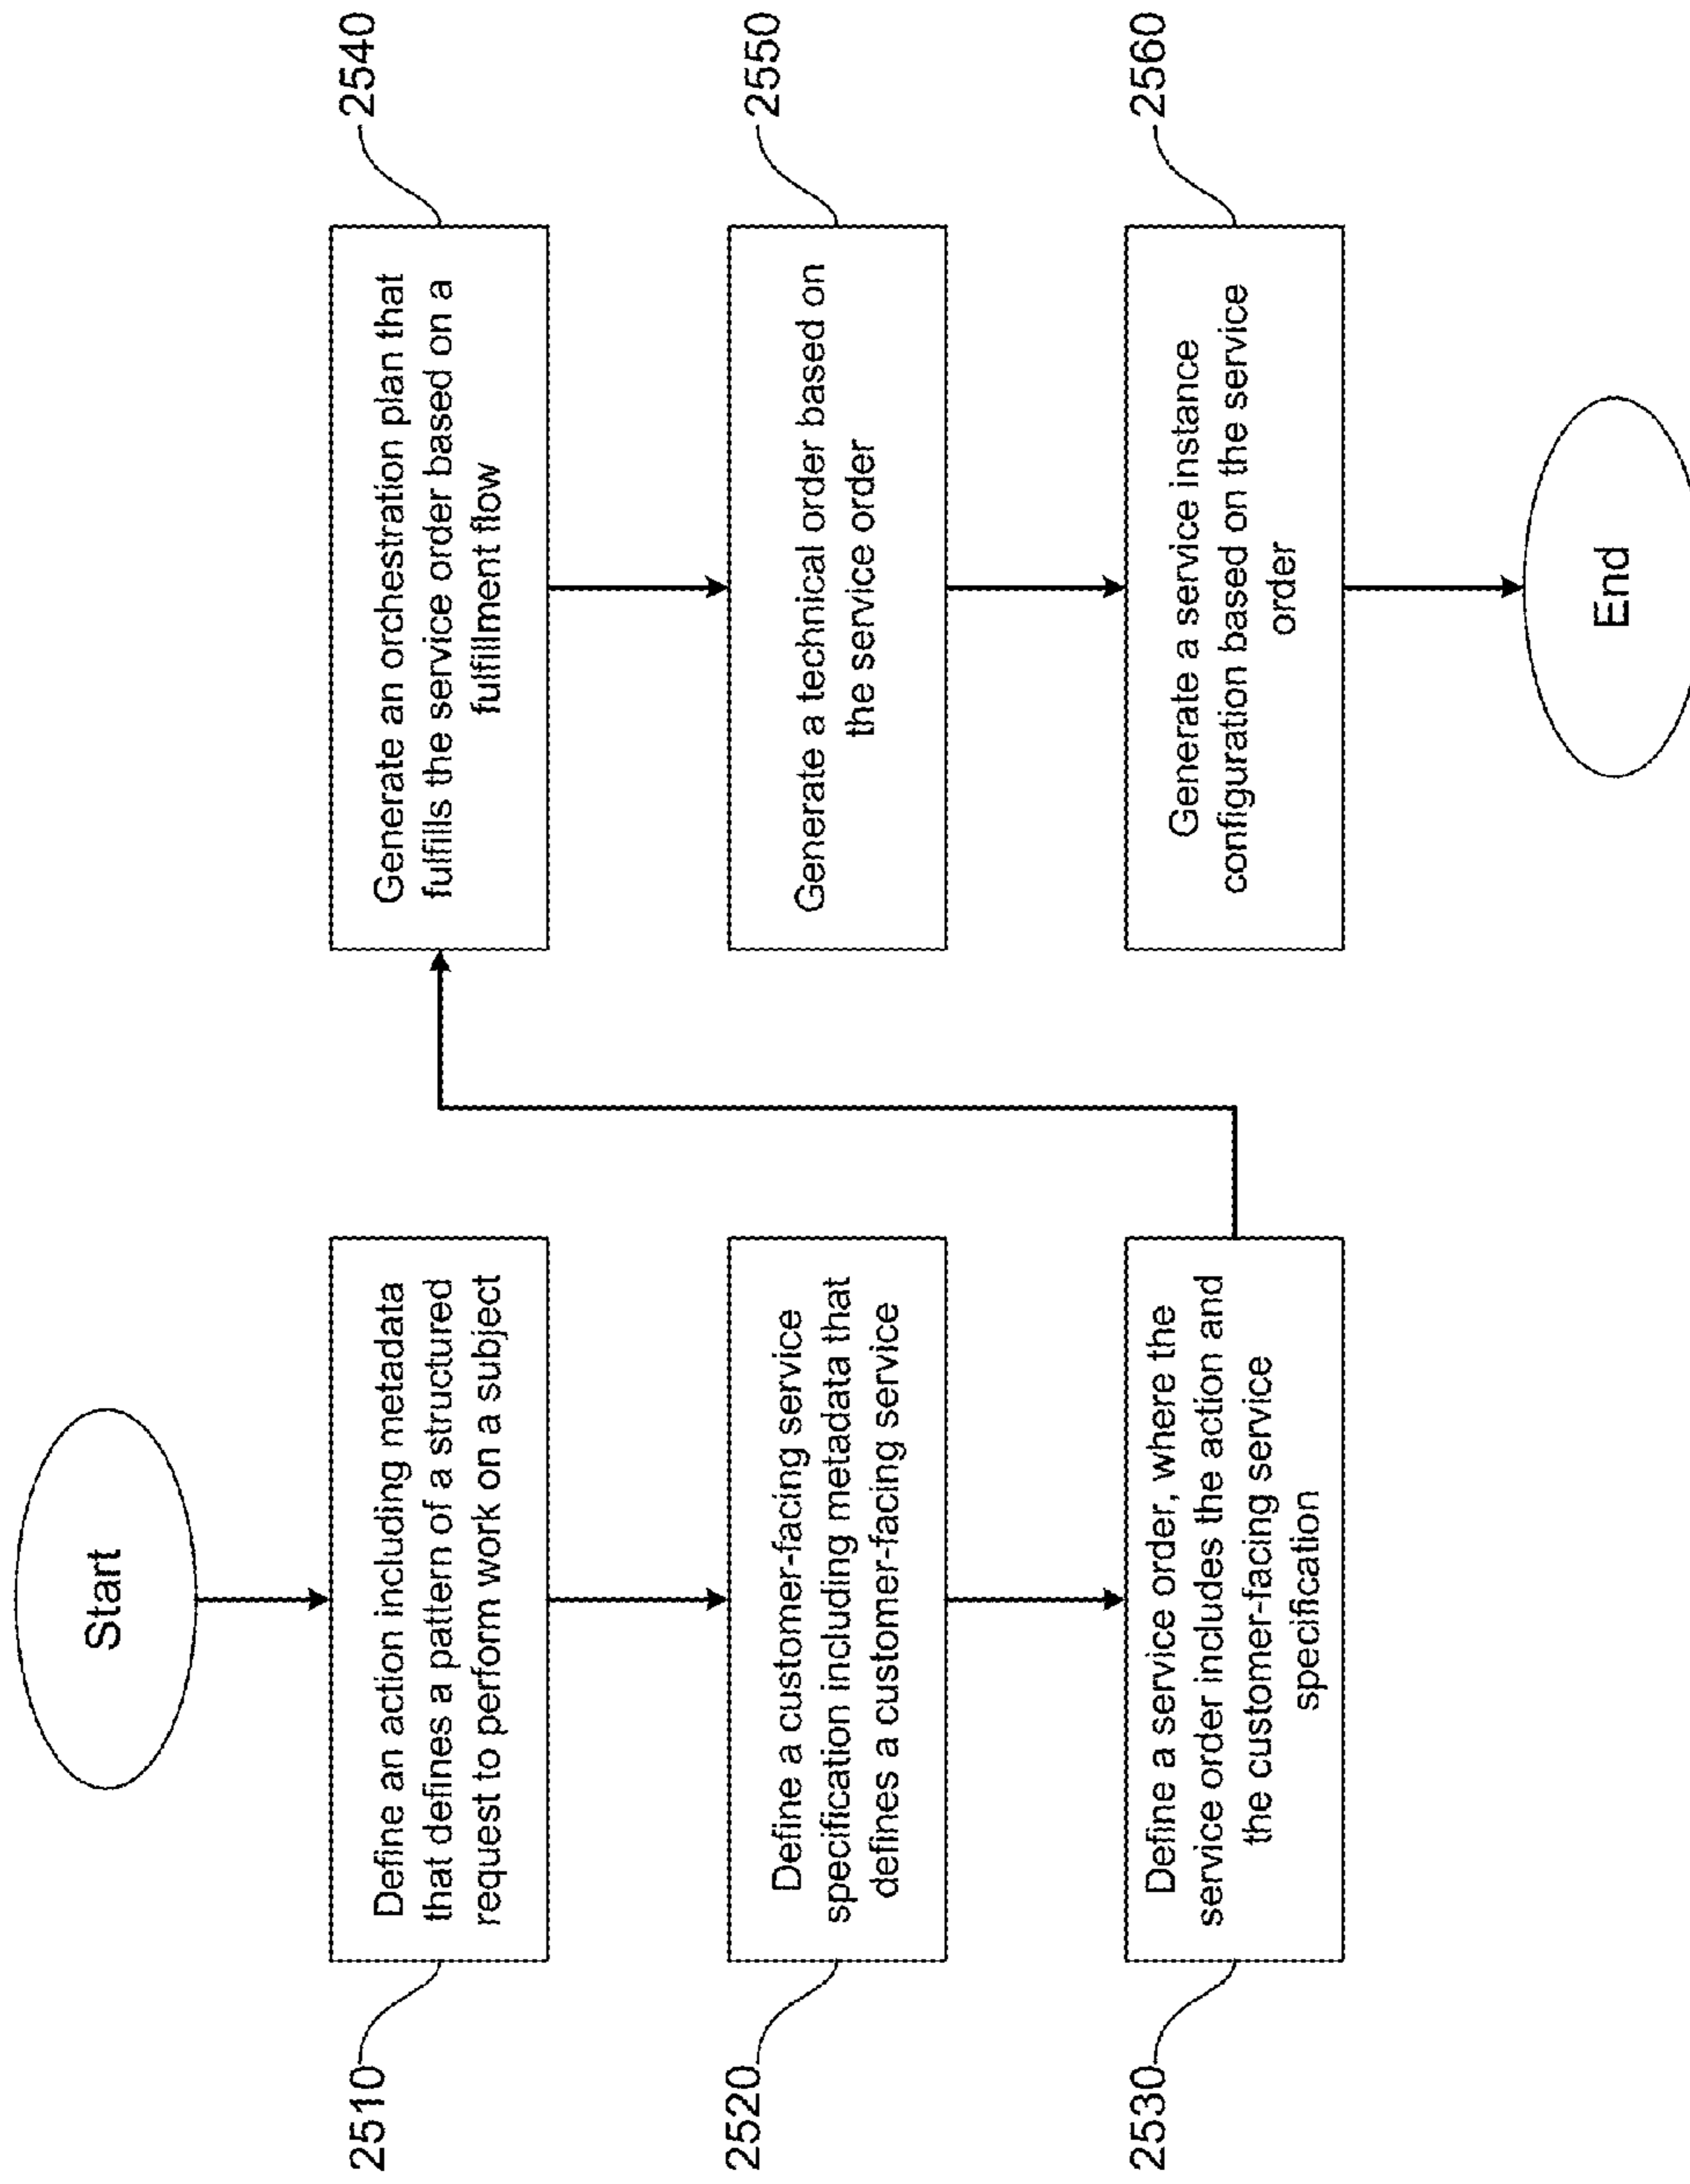 Start
2510
Define an action including metadata
that defines a pattern of a structured
request to perform work on a subject
2520
Define a customer-facing service
specification including metadata that
defines a customer-facing service
2530
Define a service order, where the
service order includes the action and
the customer-facing service
specification
2540
Generate an orchestration plan that
fulfills the service order based on a
fulfillment flow
2550
Generate a technical order based on
the service order
2560
Generate a service instance
configuration based on the service
order
End